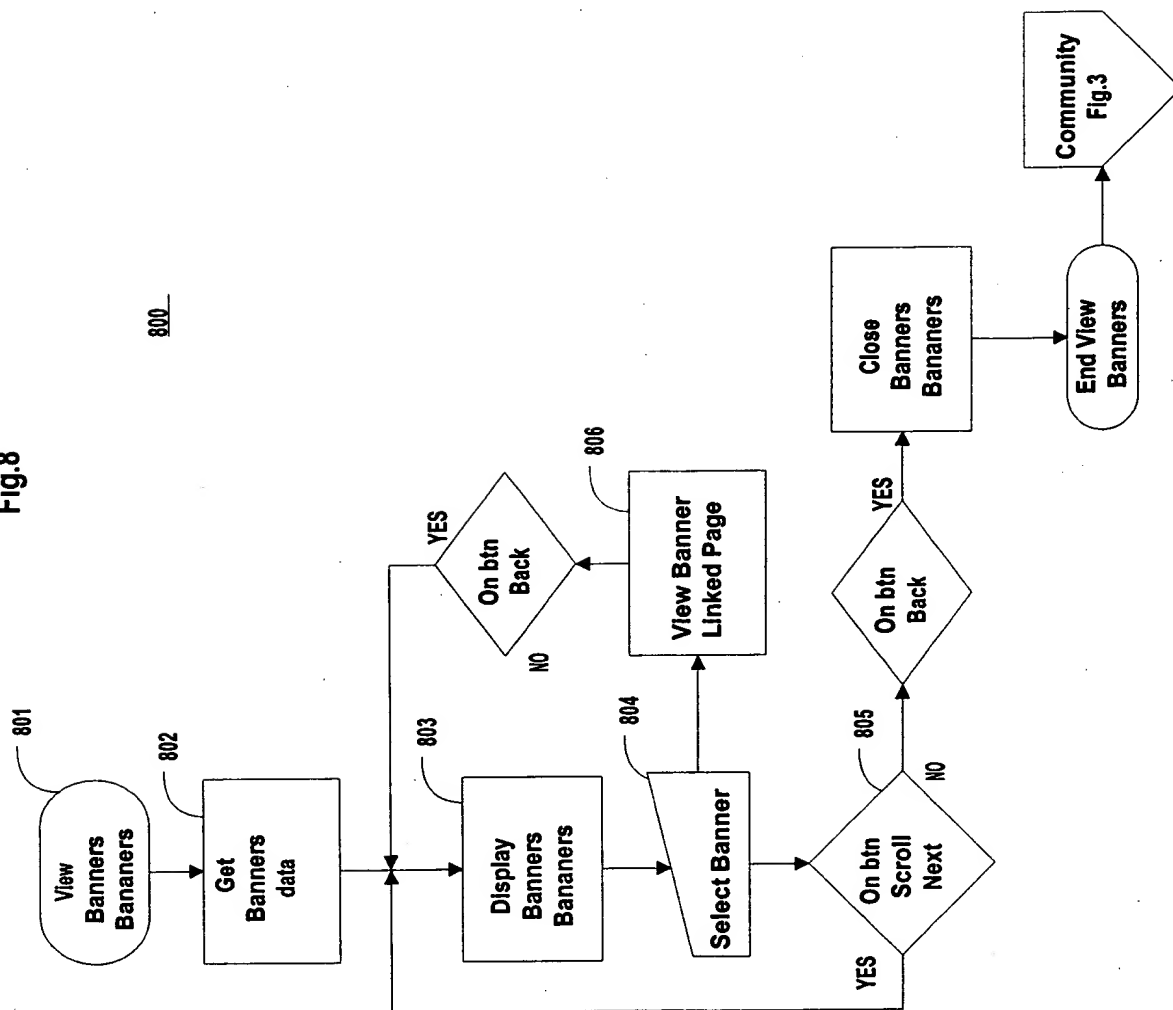 Fig.8
800
801
View
Banners
Bananers
802
Get
Banners
data
803
Display
Banners
Bananers
804
Select Banner
805
On btn
Scroll
Next
YES
NO
806
View Banner
Linked Page
On btn
Back
YES
NO
On btn
Back
YES
Close
Banners
Bananers
End View
Banners
Community
Fig.3